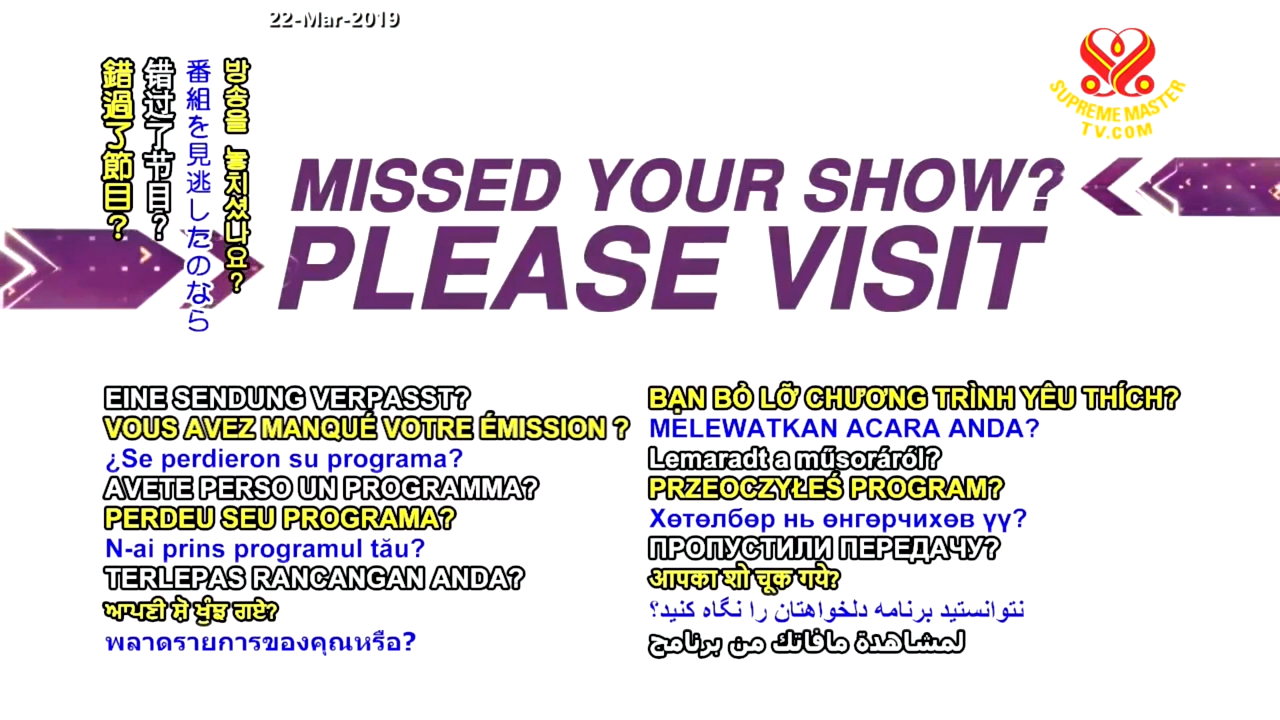 22-Mar-2019
SUPREME MASTER
TV.COM
錯過了節目？
错过了节目？
番組を見逃したのなら
방송을 놓치셨나요?
MISSED YOUR SHOW?
PLEASE VISIT
EINE SENDUNG VERPASST?
VOUS AVEZ MANQUÉ VOTRE ÉMISSION ?
¿Se perdieron su programa?
AVETE PERSO UN PROGRAMMA?
PERDEU SEU PROGRAMA?
N-ai prins programul tău?
TERLEPAS RANCANGAN ANDA?
ਆਪਣੀ ਸ਼ੋ ਖੁੰਝ ਗਏ?
พลาดรายการของคุณหรือ?
BẠN BỎ LỠ CHƯƠNG TRÌNH YÊU THÍCH?
MELEWATKAN ACARA ANDA?
Lemaradt a műsoráról?
PRZEOCZYŁEŚ PROGRAM?
Хөтөлбөр нь өнгөрчихөв үү?
ПРОПУСТИЛИ ПЕРЕДАЧУ?
आपका शो चूक गये?
نتوانستید برنامه دلخواهتان را نگاه کنید؟
لمشاهدة مافاتك من برنامج